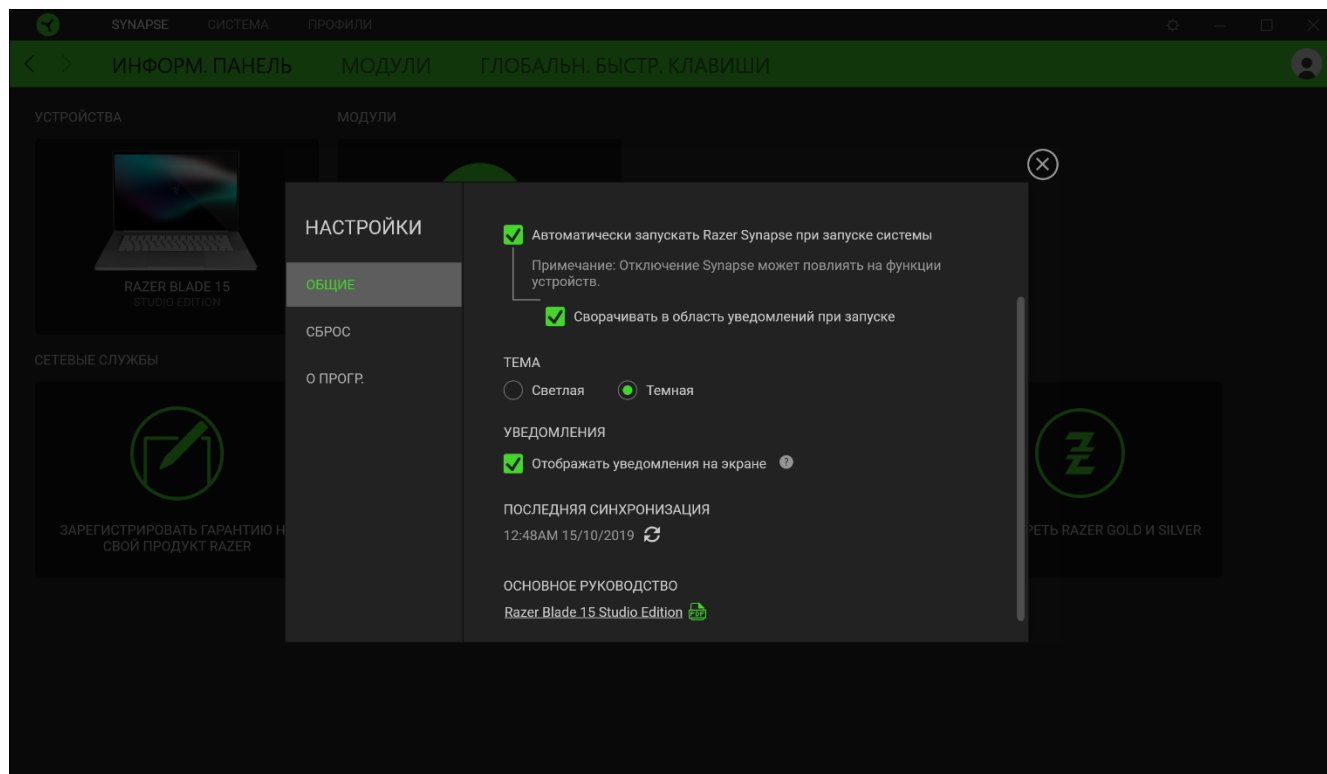 SYNAPSE СИСТЕМА ПРОФИЛИ
ИНФОРМ. ПАНЕЛЬ МОДУЛИ ГЛОБАЛЬН. БЫСТР. КЛАВИШИ
УСТРОЙСТВА МОДУЛИ
RAZER BLADE 15
STUDIO EDITION
СЕТЕВЫЕ СЛУЖБЫ
ЗАРЕГИСТРИРОВАТЬ ГАРАНТИЮ Н
СВОЙ ПРОДУКТ RAZER
НАСТРОЙКИ
ОБЩИЕ
СБРОС
О ПРОГР.
Автоматически запускать Razer Synapse при запуске системы
Примечание: Отключение Synapse может повлиять на функции
устройств.
Сворачивать в область уведомлений при запуске
ТЕМА
Светлая Темная
УВЕДОМЛЕНИЯ
Отображать уведомления на экране ?
ПОСЛЕДНЯЯ СИНХРОНИЗАЦИЯ
12:48AM 15/10/2019
ОСНОВНОЕ РУКОВОДСТВО
Razer Blade 15 Studio Edition PDF
РЕТЬ RAZER GOLD И SILVER